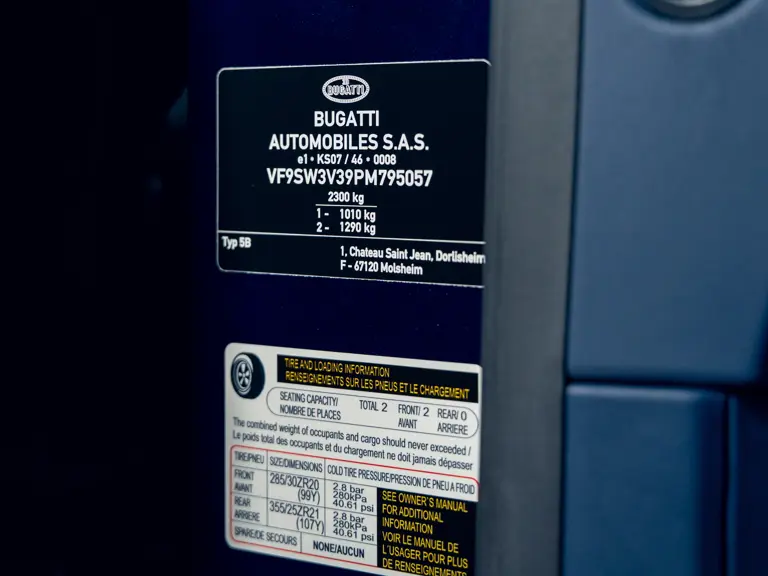 BUGATTI
BUGATTI
AUTOMOBILES S.A.S.
e1 • KS07 / 46 • 0008
VF9SW3V39PM795057
2300 kg
1 - 1010 kg
2 - 1290 kg
Typ 5B
1, Chateau Saint Jean, Dorlisheim
F - 67120 Molsheim
TIRE AND LOADING INFORMATION
RENSEIGNEMENTS SUR LES PNEUS ET LE CHARGEMENT
SEATING CAPACITY/ TOTAL 2 FRONT/ 2 REAR/ 0
NOMBRE DE PLACES AVANT ARRIERE
The combined weight of occupants and cargo should never exceeded /
Le poids total des occupants et du chargement ne doit jamais dépasser
TIRE/PNEU SIZE/DIMENSIONS COLD TIRE PRESSURE/PRESSION DE PNEU A FROID
FRONT 285/30ZR20 2.8 bar
AVANT (99Y) 280kPa
40.61 psi
REAR 355/25ZR21 2.8 bar
ARRIERE (107Y) 280kPa
40.61 psi
SPARE/DE SECOURS NONE/AUCUN
SEE OWNER'S MANUAL
FOR ADDITIONAL
INFORMATION
VOIR LE MANUEL DE
L'USAGER POUR PLUS
DE RENSEIGNEMENTS